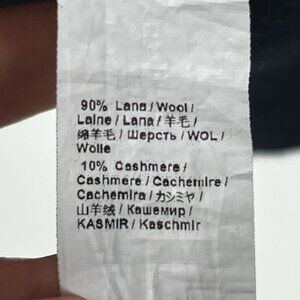 90% Lana / Wool /
Laine / Lana / 羊毛 /
绵羊毛 / Шерсть / WOL /
Wolle
10% Cashmere /
Cashmere / Cachemire /
Cachemira / カシミヤ /
山羊绒 / Кашемир /
KASMIR / Kaschmir